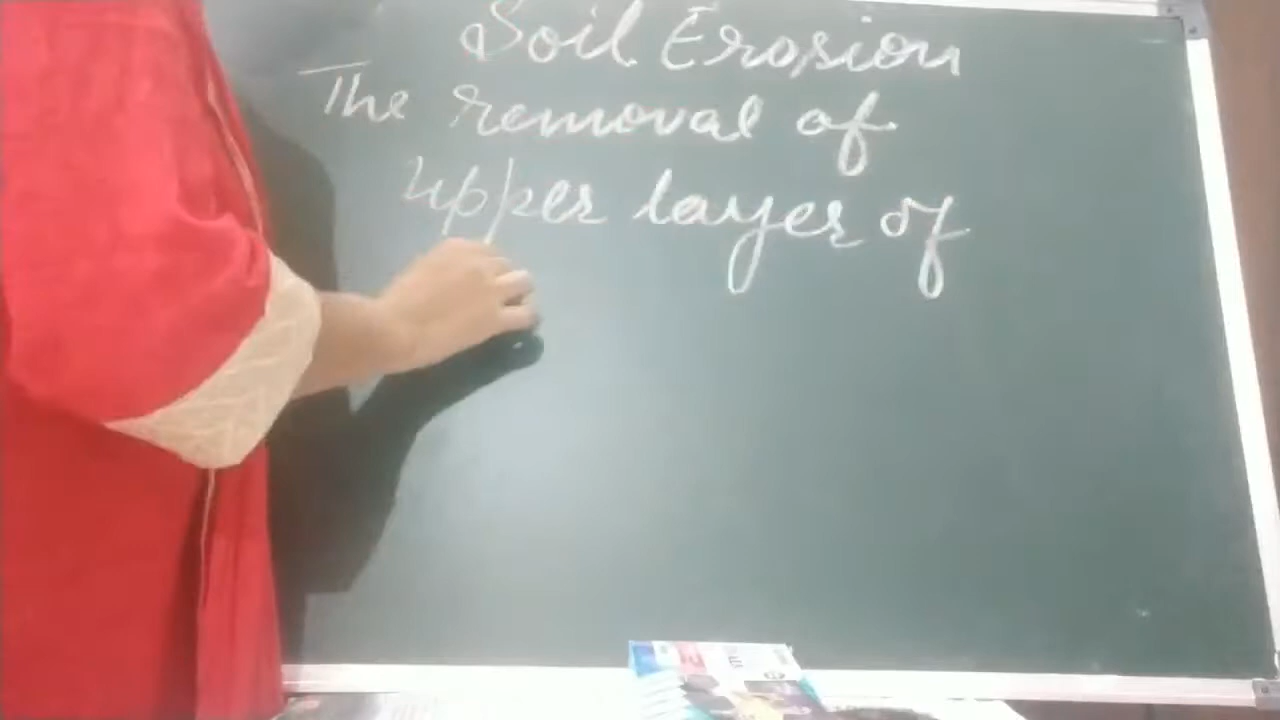 Soil Erosion
The removal of
upper layer of